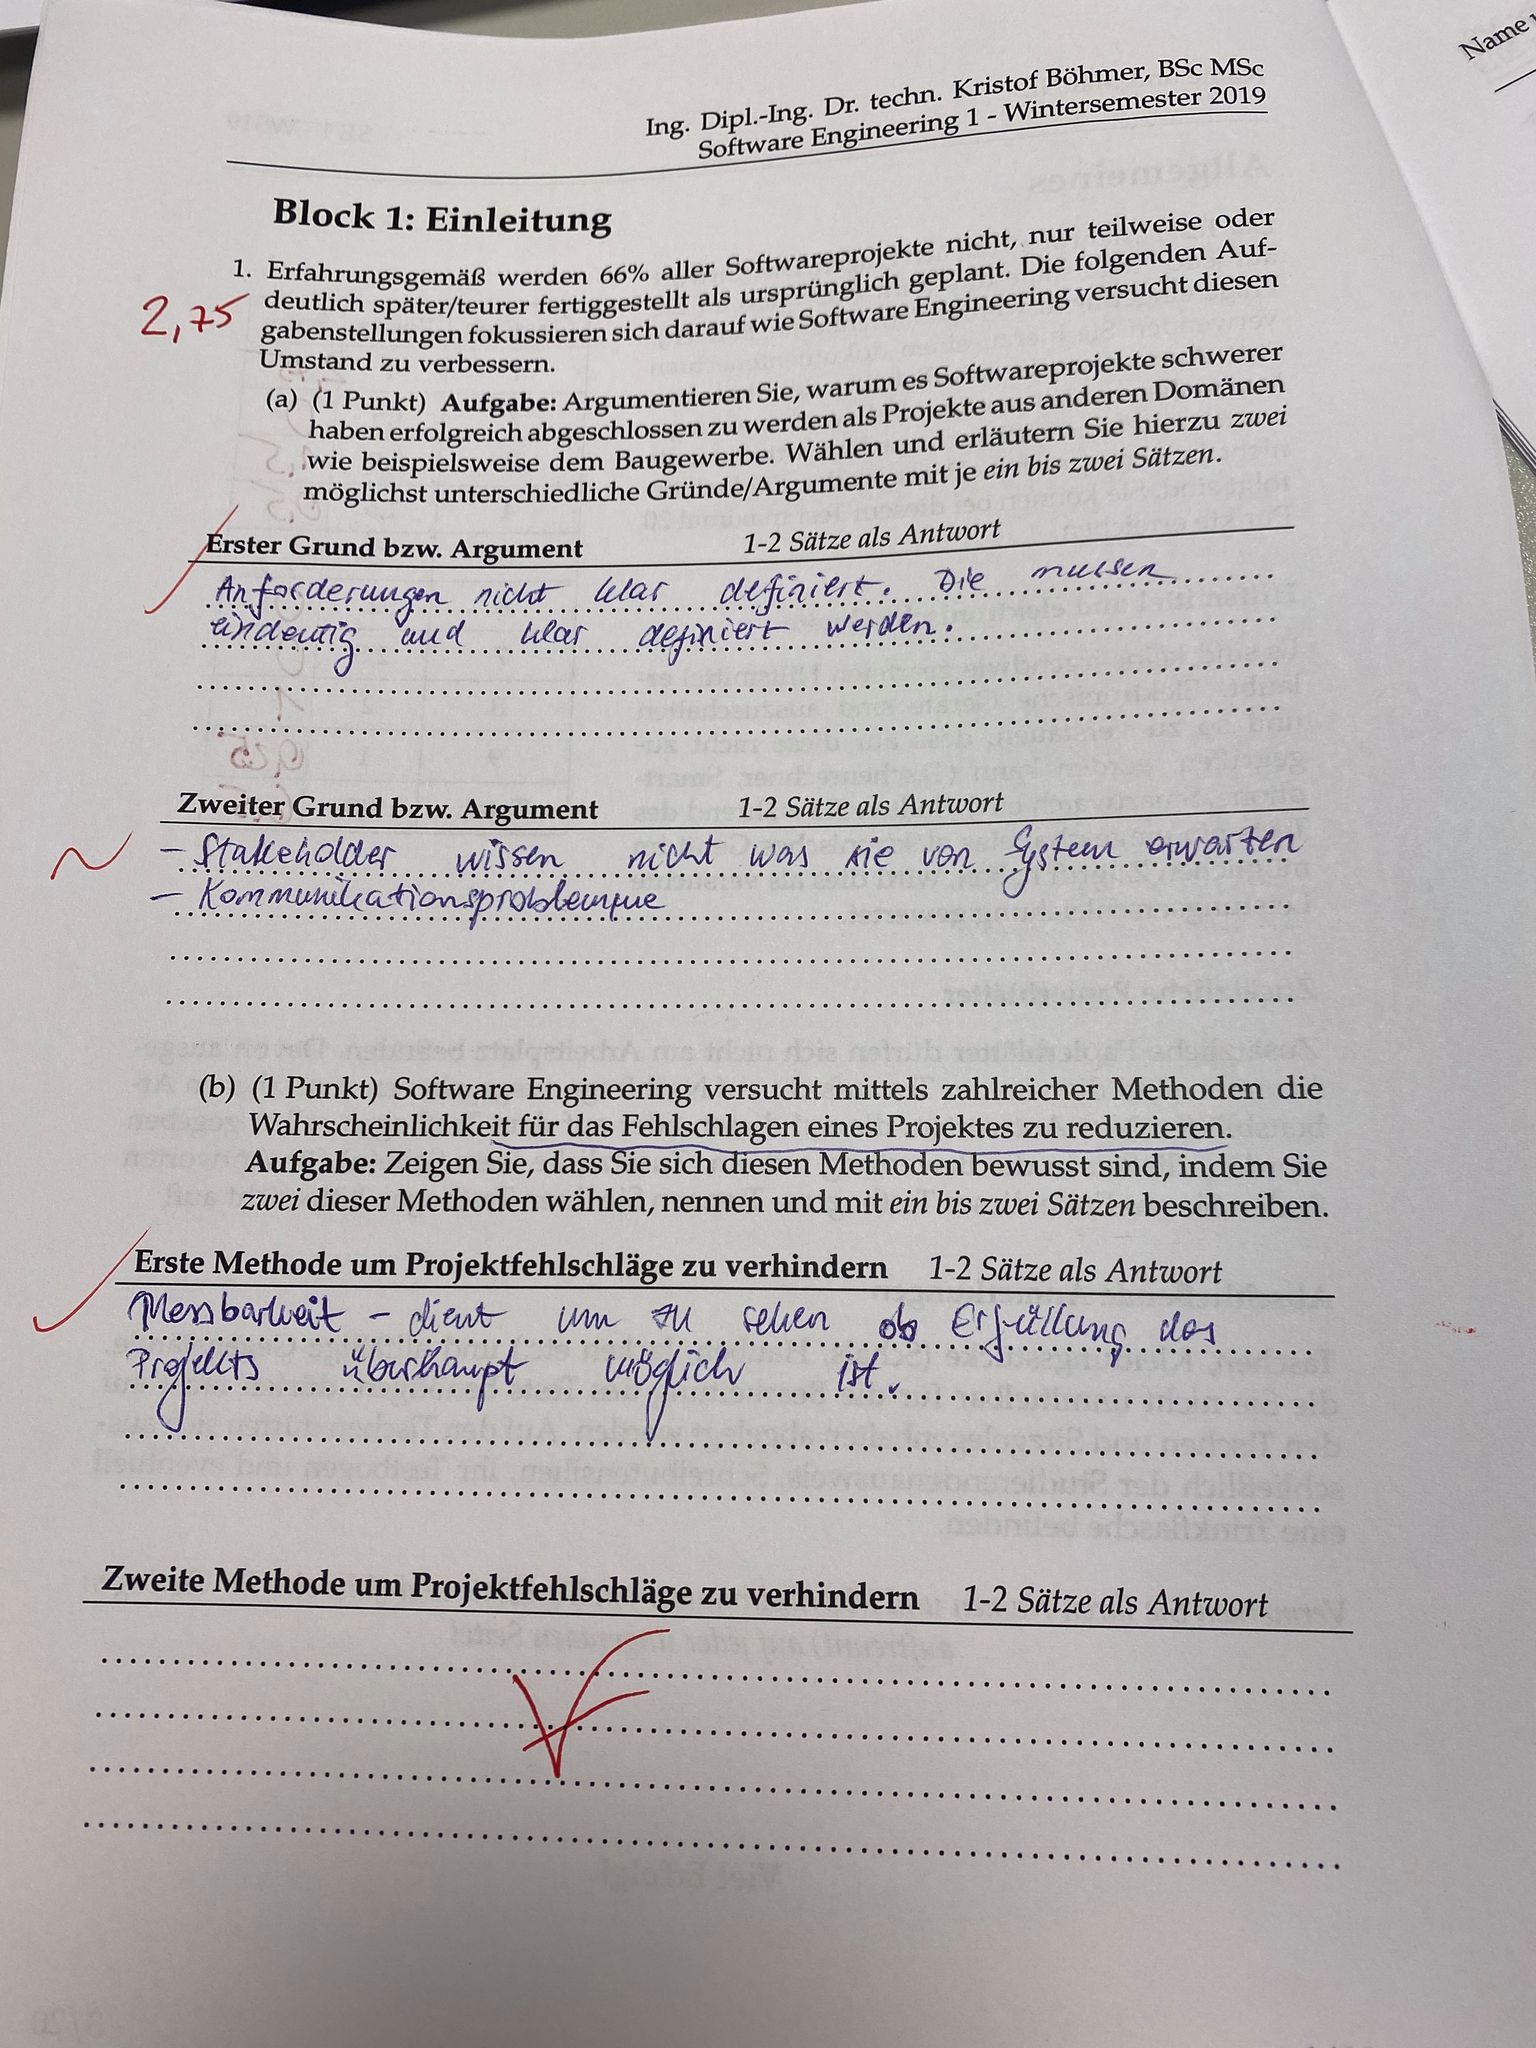 Name
Ing. Dipl.-Ing. Dr. techn. Kristof Böhmer, BSc MSc
Software Engineering 1 - Wintersemester 2019
Block 1: Einleitung
1. Erfahrungsgemäß werden 66% aller Softwareprojekte nicht, nur teilweise oder
deutlich später/teurer fertiggestellt als ursprünglich geplant. Die folgenden Auf-
2,75
gabenstellungen fokussieren sich darauf wie Software Engineering versucht diesen
Umstand zu verbessern.
(a) (1 Punkt) Aufgabe: Argumentieren Sie, warum es Softwareprojekte schwerer
haben erfolgreich abgeschlossen zu werden als Projekte aus anderen Domänen
wie beispielsweise dem Baugewerbe. Wählen und erläutern Sie hierzu zwei
möglichst unterschiedliche Gründe/Argumente mit je ein bis zwei Sätzen.
Erster Grund bzw. Argument 1-2 Sätze als Antwort
Anforderungen nicht klar definiert. Die mussen
eindeutig und klar definiert werden.
Zweiter Grund bzw. Argument 1-2 Sätze als Antwort
- Stakeholder wissen nicht was sie von System erwarten
- Kommunikationsproblemme
(b) (1 Punkt) Software Engineering versucht mittels zahlreicher Methoden die
Wahrscheinlichkeit für das Fehlschlagen eines Projektes zu reduzieren.
Aufgabe: Zeigen Sie, dass Sie sich diesen Methoden bewusst sind, indem Sie
zwei dieser Methoden wählen, nennen und mit ein bis zwei Sätzen beschreiben.
Erste Methode um Projektfehlschläge zu verhindern 1-2 Sätze als Antwort
Messbarkeit - dient um zu sehen ob Erfüllung des
Projekts überhaupt möglich ist.
Zweite Methode um Projektfehlschläge zu verhindern 1-2 Sätze als Antwort